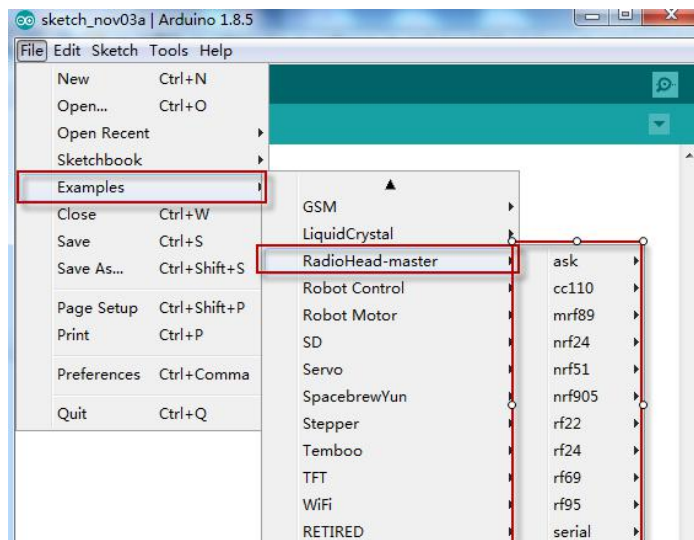 sketch_nov03a | Arduino 1.8.5
File Edit Sketch Tools Help
New Ctrl+N
Open... Ctrl+O
Open Recent
Sketchbook
Examples
Close Ctrl+W
Save Ctrl+S
Save As... Ctrl+Shift+S
Page Setup Ctrl+Shift+P
Print Ctrl+P
Preferences Ctrl+Comma
Quit Ctrl+Q
GSM
LiquidCrystal
RadioHead-master
Robot Control
Robot Motor
SD
Servo
SpacebrewYun
Stepper
Temboo
TFT
WiFi
RETIRED
ask
cc110
mrf89
nrf24
nrf51
nrf905
rf22
rf24
rf69
rf95
serial